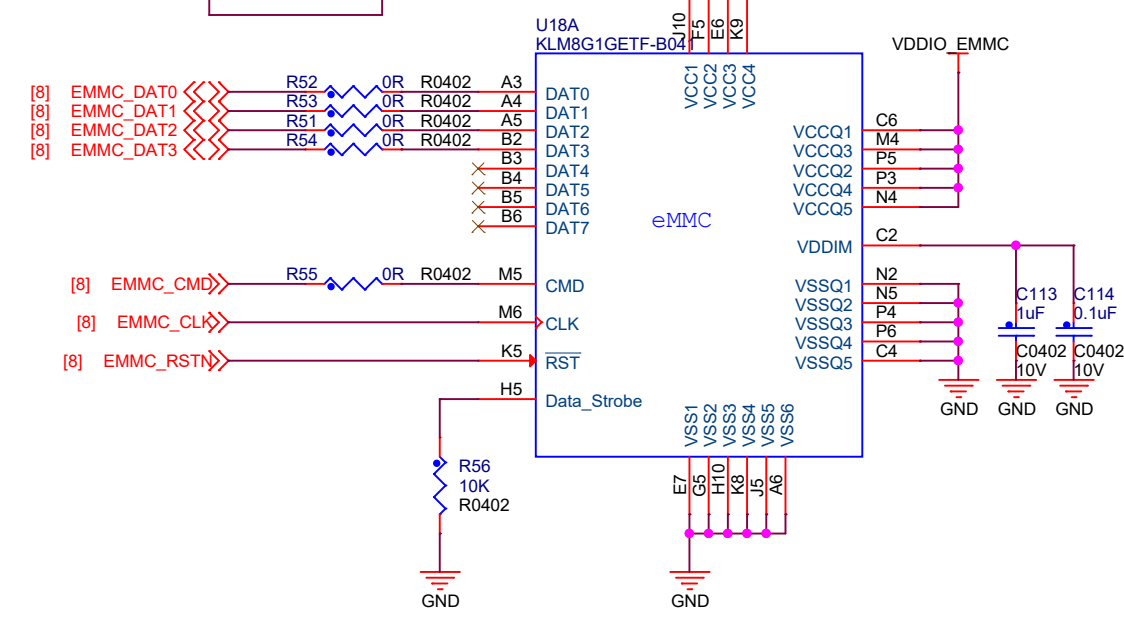 U18A
KLM8G1GETF-B041
J10
F5
E6
K9
VDDIO_EMMC
VCC1
VCC2
VCC3
VCC4
[8] EMMC_DAT0 R52 0R R0402 A3 DAT0
[8] EMMC_DAT1 R53 0R R0402 A4 DAT1
[8] EMMC_DAT2 R51 0R R0402 A5 DAT2
[8] EMMC_DAT3 R54 0R R0402 B2 DAT3
B3 DAT4
B4 DAT5
B5 DAT6
B6 DAT7
VCCQ1 C6
VCCQ3 M4
VCCQ2 P5
VCCQ4 P3
VCCQ5 N4
eMMC
VDDIM C2
[8] EMMC_CMD R55 0R R0402 M5 CMD
[8] EMMC_CLK M6 CLK
[8] EMMC_RSTN K5 RST
H5 Data_Strobe
VSSQ1 N2
VSSQ2 N5
VSSQ3 P4
VSSQ4 P6
VSSQ5 C4
C113
1uF
C0402
10V
C114
0.1uF
C0402
10V
GND
GND
GND
VSS1
VSS2
VSS3
VSS4
VSS5
VSS6
E7
G5
H10
K8
J5
A6
R56
10K
R0402
GND
GND